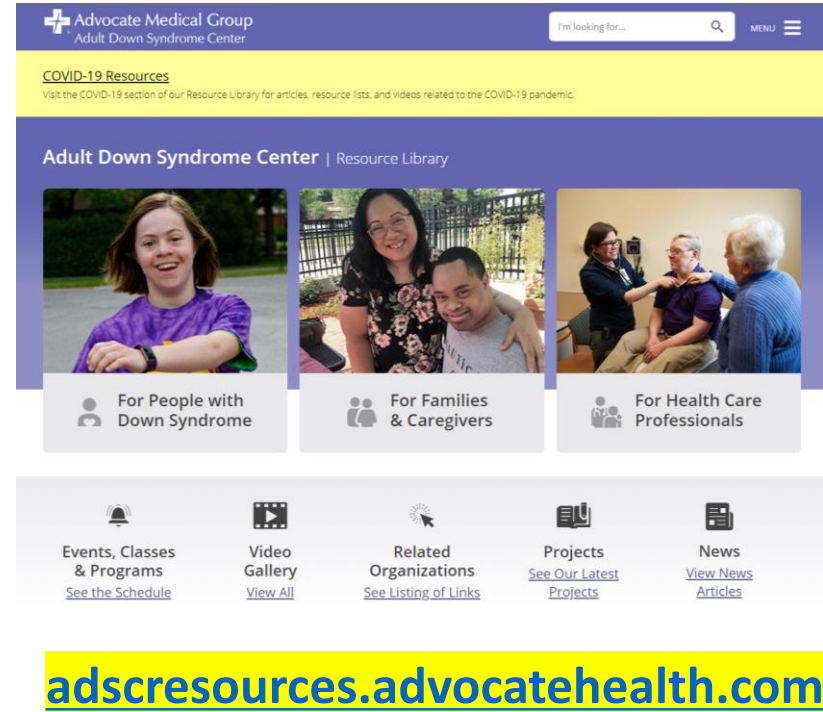 Advocate Medical Group
Adult Down Syndrome Center
I'm looking for...
MENU
COVID-19 Resources
Visit the COVID-19 section of our Resource Library for articles, resource lists, and videos related to the COVID-19 pandemic.
Adult Down Syndrome Center | Resource Library
For People with
Down Syndrome
For Families
& Caregivers
For Health Care
Professionals
Events, Classes
& Programs
See the Schedule
Video
Gallery
View All
Related
Organizations
See Listing of Links
Projects
See Our Latest
Projects
News
View News
Articles
adscresources.advocatehealth.com